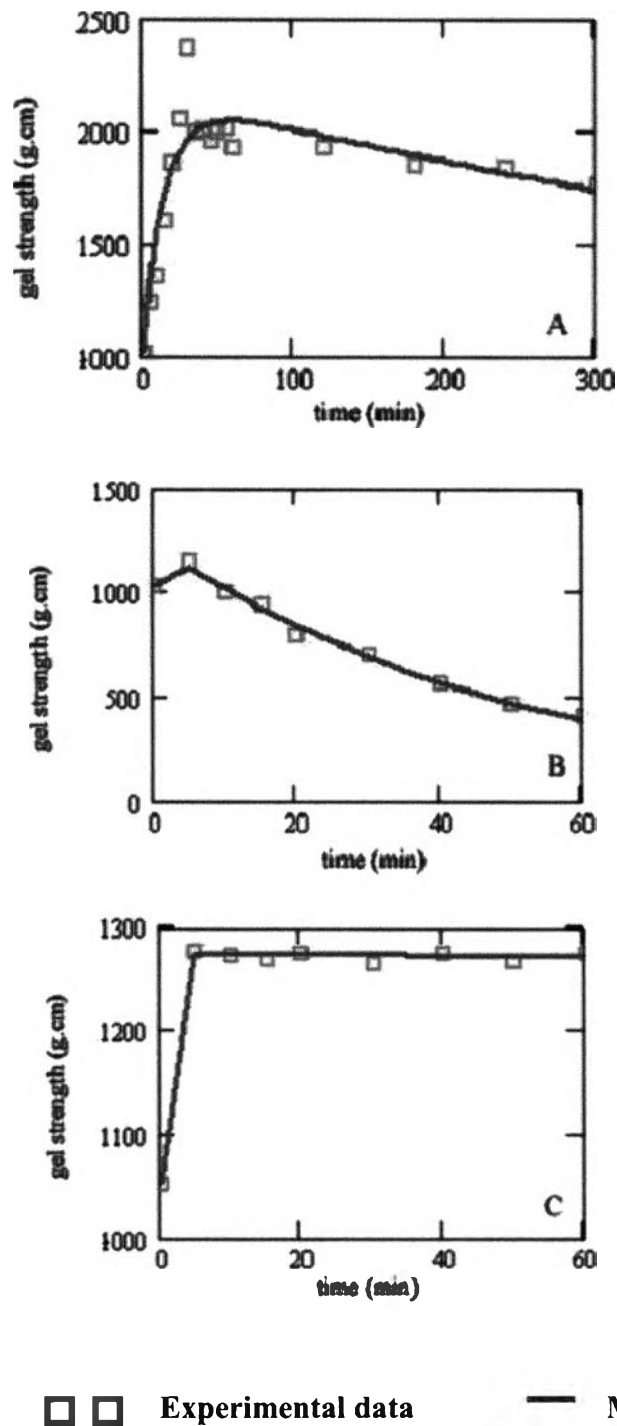 2500
2000
1500
1000
gel strength (g.cm)
A
0 100 200 300
time (min)
1500
1000
500
0
gel strength (g.cm)
B
0 20 40 60
time (min)
1300
1200
1100
1000
gel strength (g.cm)
C
0 20 40 60
time (min)
Experimental data